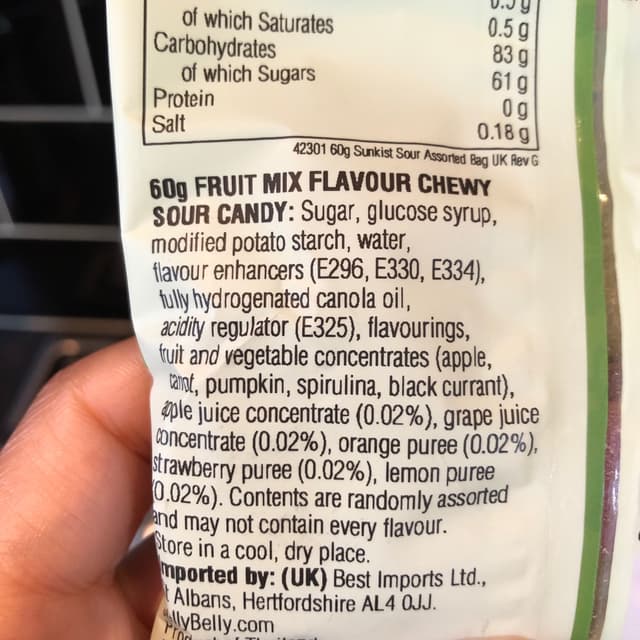 of which Saturates 0.5 g
Carbohydrates 83 g
of which Sugars 61 g
Protein 0 g
Salt 0.18 g
42301 60g Sunkist Sour Assorted Bag UK Rev G
60g FRUIT MIX FLAVOUR CHEWY
SOUR CANDY: Sugar, glucose syrup,
modified potato starch, water,
flavour enhancers (E296, E330, E334),
fully hydrogenated canola oil,
acidity regulator (E325), flavourings,
fruit and vegetable concentrates (apple,
carrot, pumpkin, spirulina, black currant),
apple juice concentrate (0.02%), grape juice
concentrate (0.02%), orange puree (0.02%),
strawberry puree (0.02%), lemon puree
(0.02%). Contents are randomly assorted
and may not contain every flavour.
Store in a cool, dry place.
Imported by: (UK) Best Imports Ltd.,
Albans, Hertfordshire AL4 0JJ.